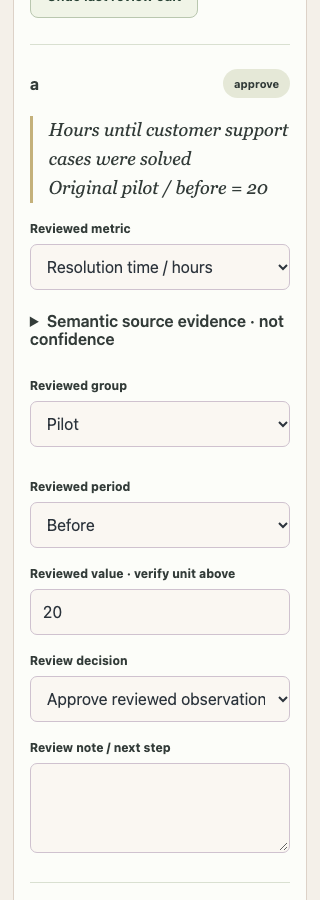 a
approve
Hours until customer support
cases were solved
Original pilot / before = 20
Reviewed metric
Resolution time / hours
Semantic source evidence · not
confidence
Reviewed group
Pilot
Reviewed period
Before
Reviewed value · verify unit above
20
Review decision
Approve reviewed observation
Review note / next step